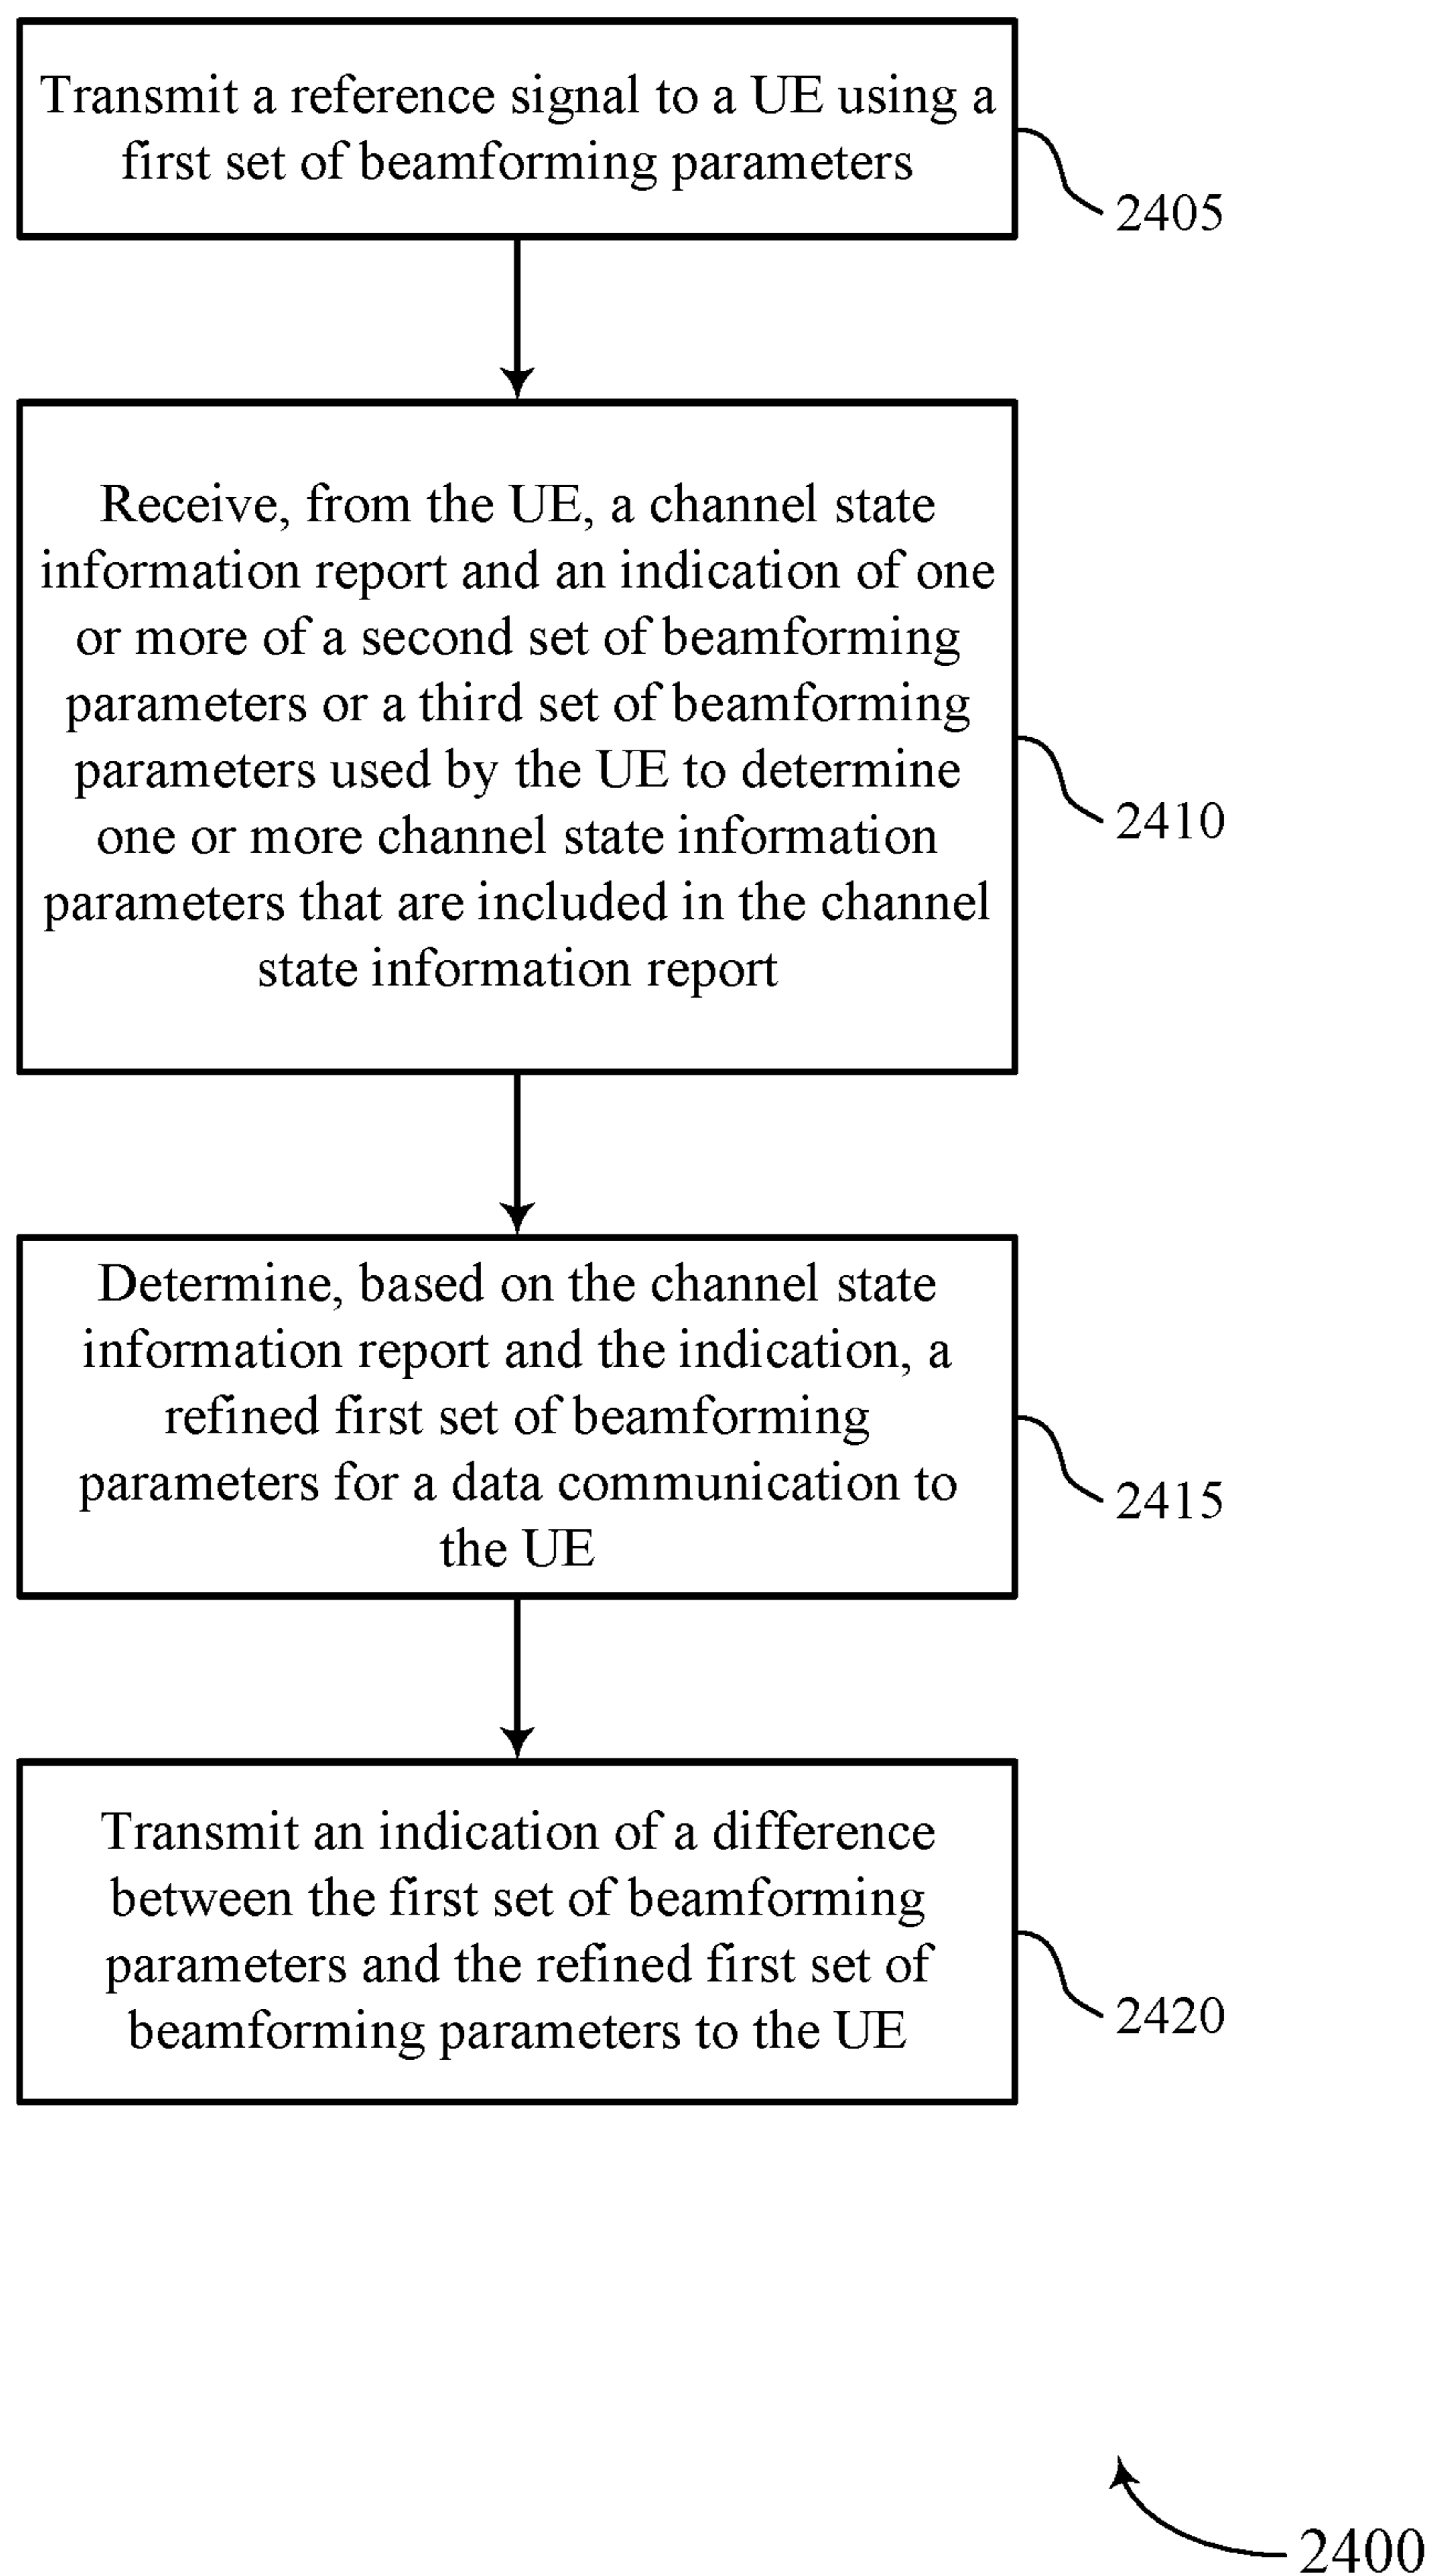 Transmit a reference signal to a UE using a
first set of beamforming parameters
2405
Receive, from the UE, a channel state
information report and an indication of one
or more of a second set of beamforming
parameters or a third set of beamforming
parameters used by the UE to determine
one or more channel state information
parameters that are included in the channel
state information report
2410
Determine, based on the channel state
information report and the indication, a
refined first set of beamforming
parameters for a data communication to
the UE
2415
Transmit an indication of a difference
between the first set of beamforming
parameters and the refined first set of
beamforming parameters to the UE
2420
2400